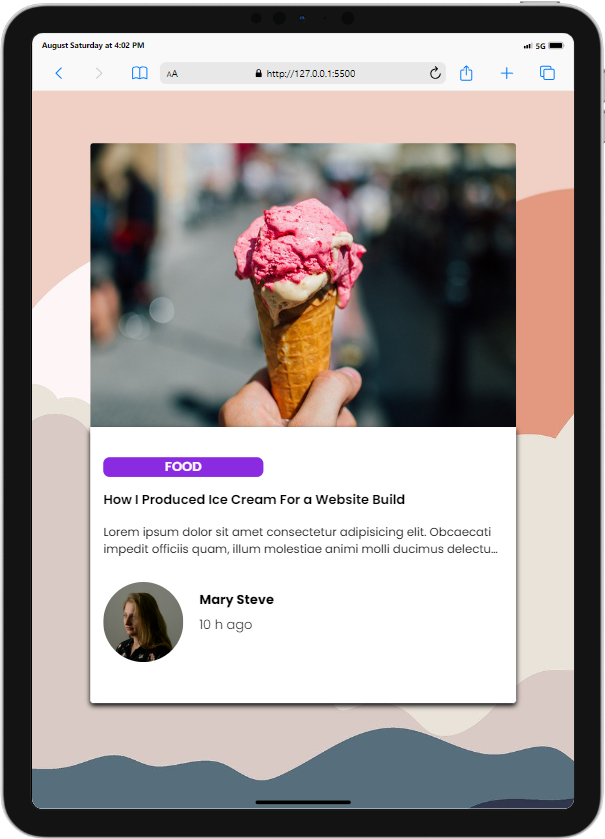 August Saturday at 4:02 PM
5G
AA
http://127.0.0.1:5500
FOOD
How I Produced Ice Cream For a Website Build
Lorem ipsum dolor sit amet consectetur adipisicing elit. Obcaecati
impedit officiis quam, illum molestiae animi molli ducimus delectu...
Mary Steve
10 h ago